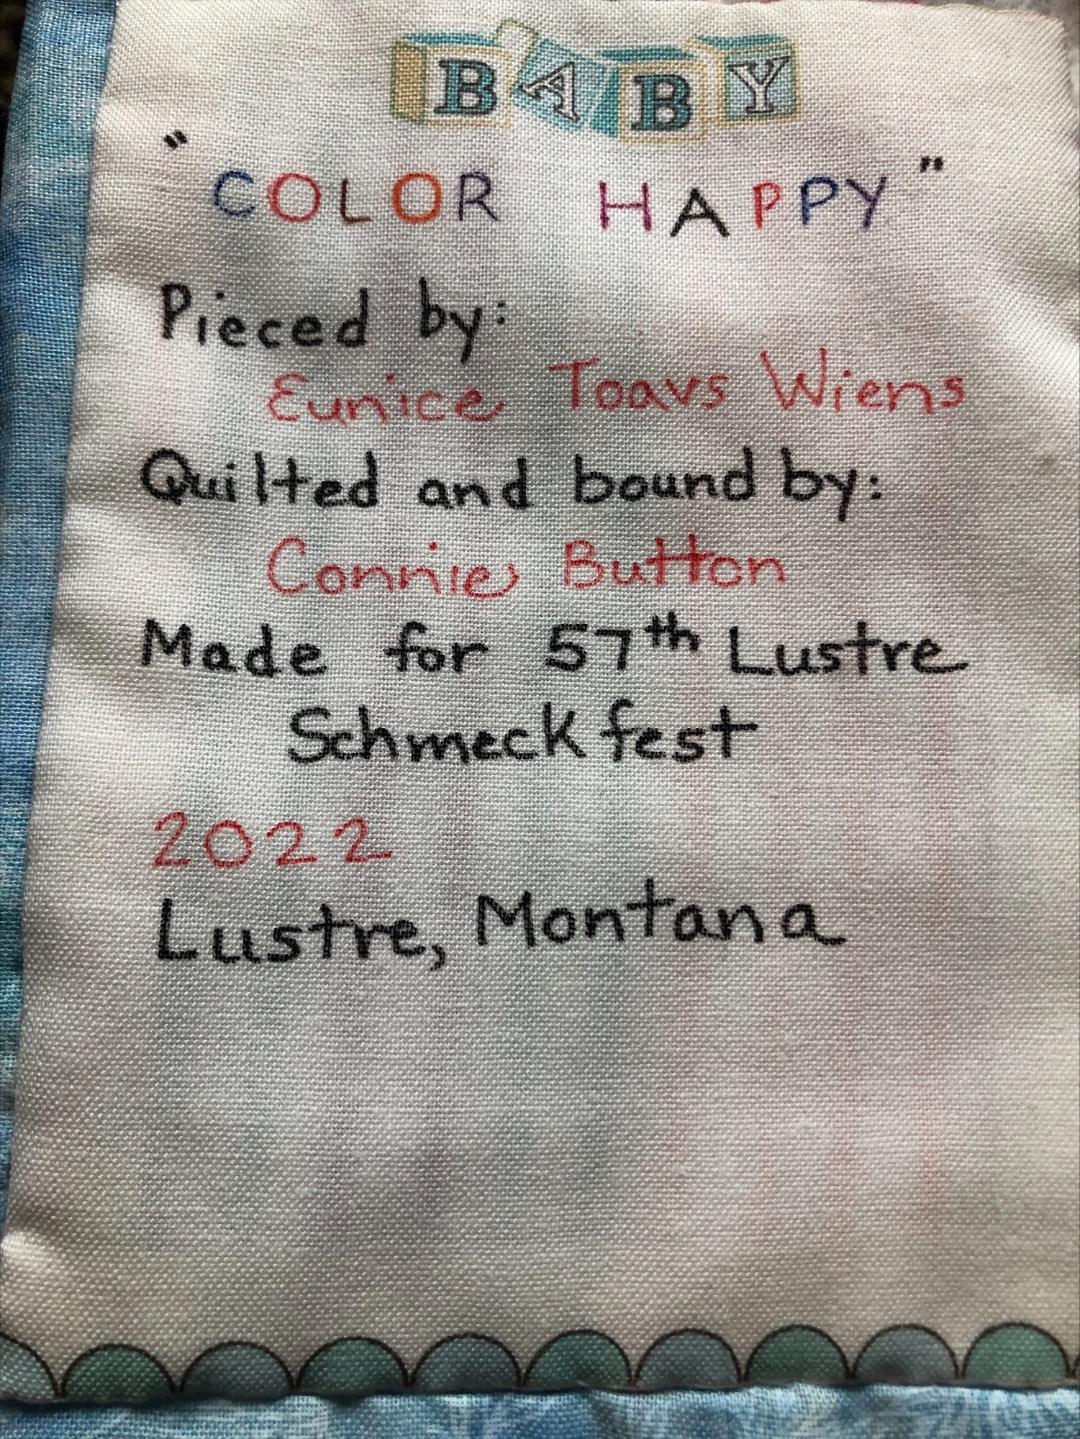 BABY
"COLOR HAPPY"
Pieced by:
Eunice Toavs Wiens
Quilted and bound by:
Connie Button
Made for 57th Lustre
Schmeckfest
2022
Lustre, Montana